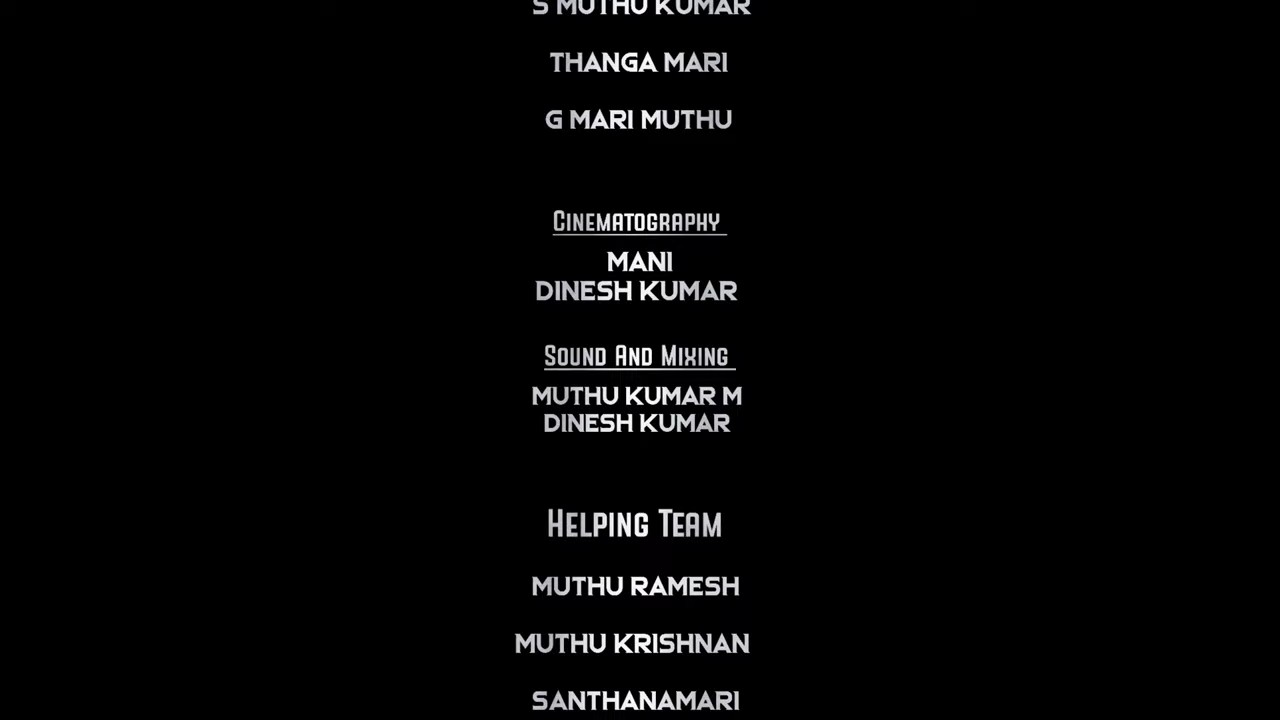 S MUTHU KUMAR
THANGA MARI
G MARI MUTHU
CINEMATOGRAPHY
MANI
DINESH KUMAR
SOUND AND MIXING
MUTHU KUMAR M
DINESH KUMAR
HELPING TEAM
MUTHU RAMESH
MUTHU KRISHNAN
SANTHANAMARI